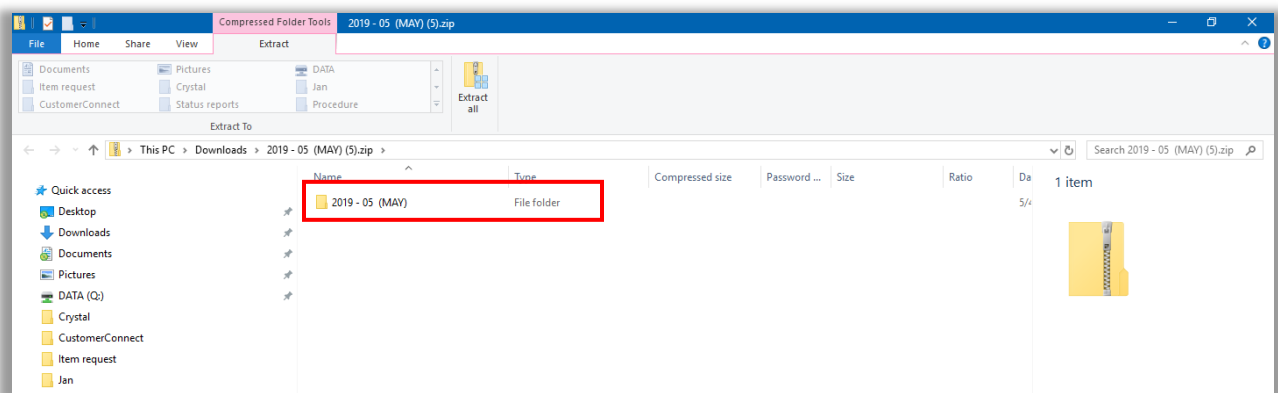 Compressed Folder Tools 2019 - 05 (MAY) (5).zip
File Home Share View Extract
Documents Pictures DATA
Item request Crystal Jan
CustomerConnect Status reports Procedure
Extract
all
Extract To
This PC > Downloads > 2019 - 05 (MAY) (5).zip > Search 2019 - 05 (MAY) (5).zip
Name Type Compressed size Password ... Size Ratio Da
1 item
Quick access
2019 - 05 (MAY) File folder 5/4
Desktop
Downloads
Documents
Pictures
DATA (Q:)
Crystal
CustomerConnect
Item request
Jan